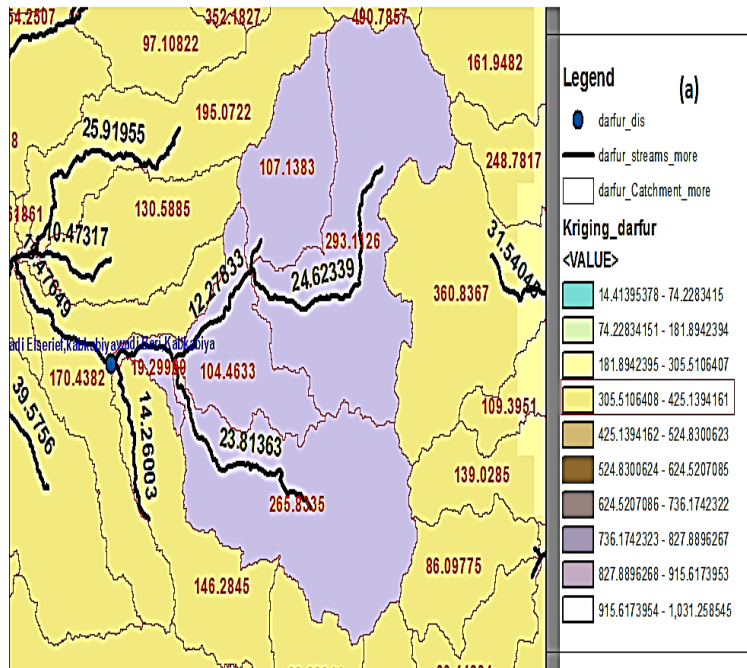 54.2507
352.1827
490.7857
97.10822
161.9482
195.0722
25.91955
8
107.1383
248.7817
130.5885
61861
10.47317
293.1126
31.54048
12.27833
24.62339
360.8367
.47649
adi Elserief,Kabkabiyawadi Bari,Kabkabiya
170.4382
104.4633
39.5756
14.26003
109.3951
23.81363
139.0285
265.8335
146.2845
86.09775
Legend
(a)
darfur_dis
darfur_streams_more
darfur_Catchment_more
Kriging_darfur
<VALUE>
14.41395378 - 74.2283415
74.22834151 - 181.8942394
181.8942395 - 305.5106407
305.5106408 - 425.1394161
425.1394162 - 524.8300623
524.8300624 - 624.5207085
624.5207086 - 736.1742322
736.1742323 - 827.8896267
827.8896268 - 915.6173953
915.6173954 - 1,031.258545